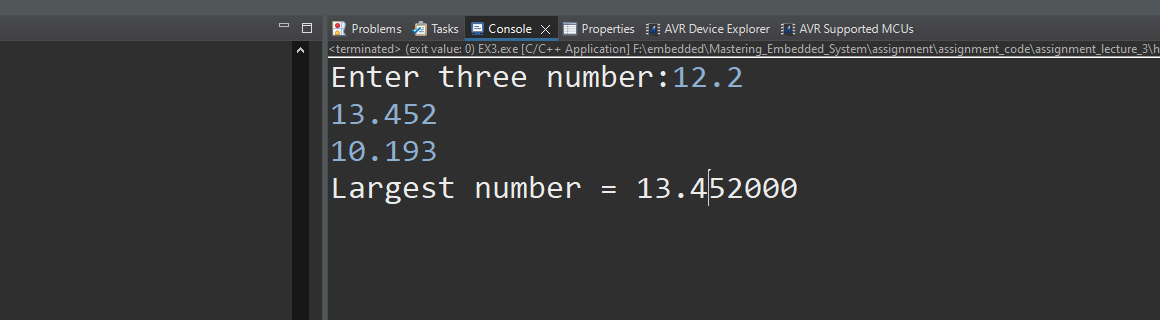 Problems Tasks Console Properties AVR Device Explorer AVR Supported MCUs
<terminated> (exit value: 0) EX3.exe [C/C++ Application] F:\embedded\Mastering_Embedded_System\assignment\assignment_code\assignment_lecture_3\h
Enter three number:12.2
13.452
10.193
Largest number = 13.452000